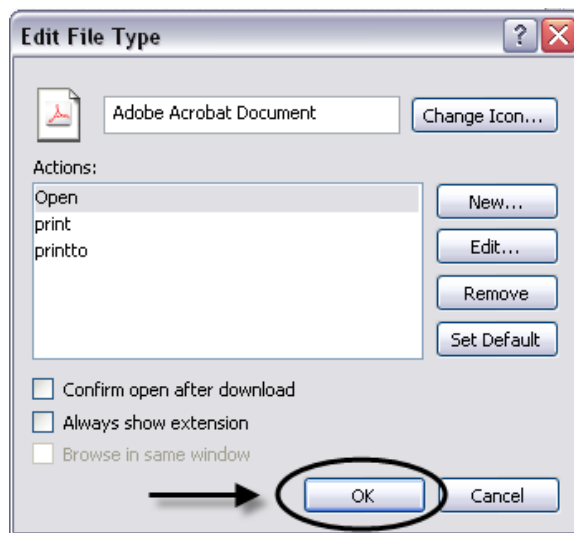 Edit File Type
Adobe Acrobat Document
Change Icon...
Actions:
Open
print
printto
New...
Edit...
Remove
Set Default
Confirm open after download
Always show extension
Browse in same window
OK
Cancel